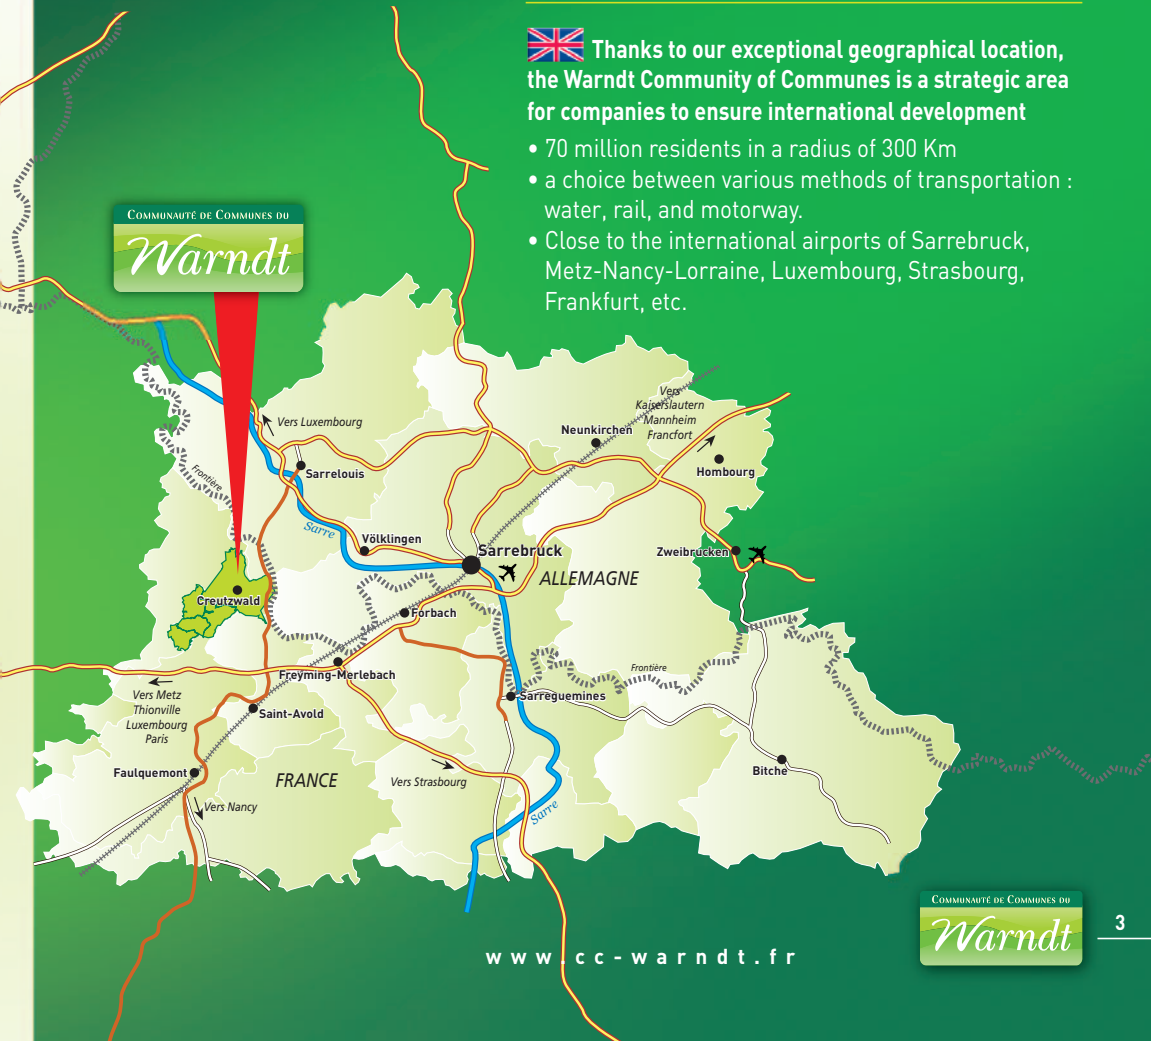 Thanks to our exceptional geographical location,
the Warndt Community of Communes is a strategic area
for companies to ensure international development
• 70 million residents in a radius of 300 Km
• a choice between various methods of transportation :
water, rail, and motorway.
• Close to the international airports of Sarrebruck,
Metz-Nancy-Lorraine, Luxembourg, Strasbourg,
Frankfurt, etc.
COMMUNAUTÉ DE COMMUNES DU
Warndt
Vers Luxembourg
Vers
Kaiserslautern
Mannheim
Francfort
Neunkirchen
Hombourg
Sarrelouis
Frontière
Sarre
Völklingen
Sarrebruck
Zweibrucken
ALLEMAGNE
Creutzwald
Forbach
Frontière
Freyming-Merlebach
Sarreguemines
Vers Metz
Thionville
Luxembourg
Paris
Saint-Avold
Faulquemont
FRANCE
Vers Strasbourg
Bitche
Vers Nancy
Sarre
COMMUNAUTÉ DE COMMUNES DU
Warndt
3
www.cc-warndt.fr